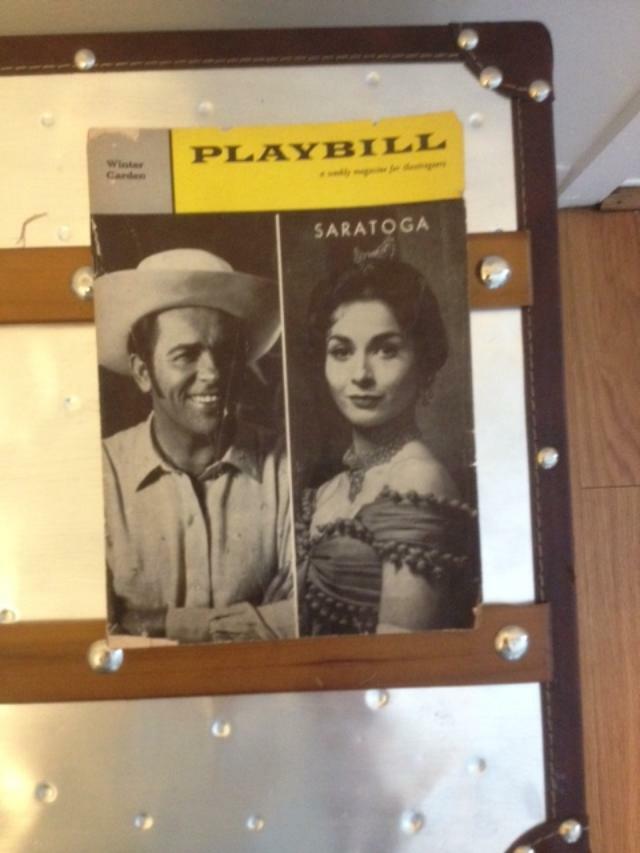 Winter
Garden
PLAYBILL
a weekly magazine for theatregoers
SARATOGA